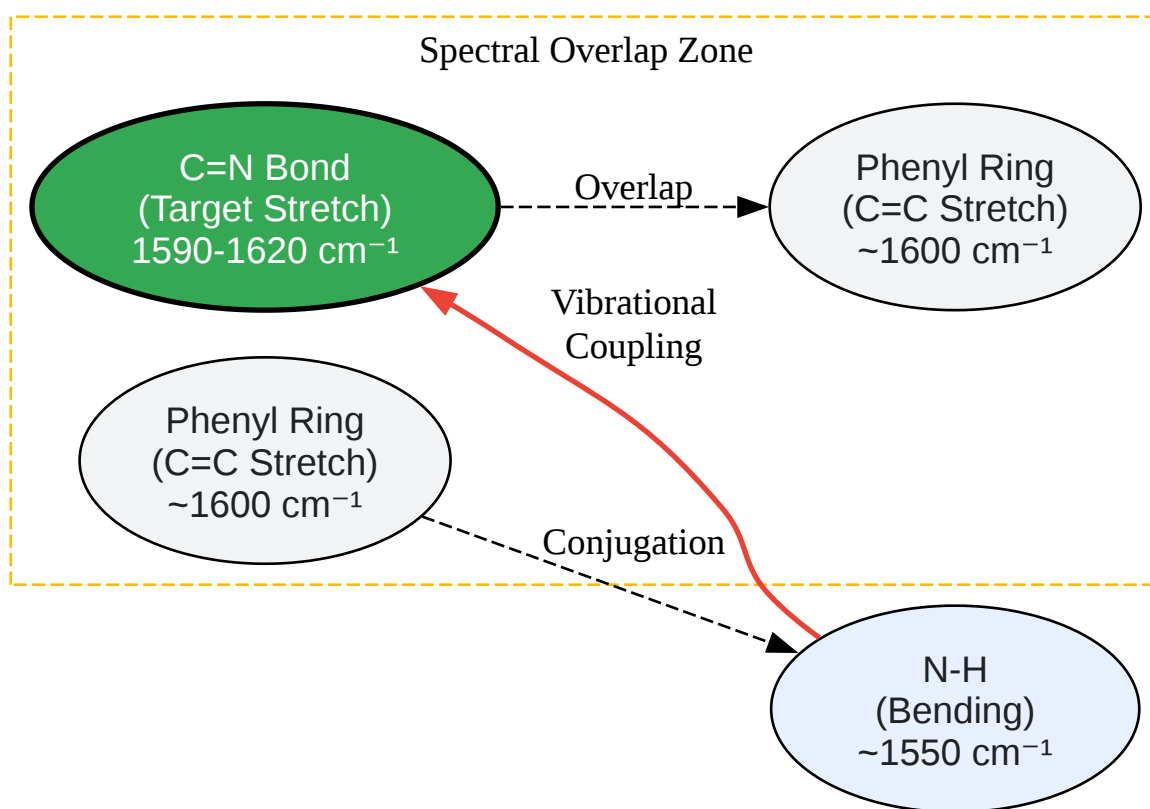 Spectral Overlap Zone
C=N Bond
(Target Stretch)
1590-1620 cm⁻¹
Overlap
Phenyl Ring
(C=C Stretch)
~1600 cm⁻¹
Vibrational
Coupling
Phenyl Ring
(C=C Stretch)
~1600 cm⁻¹
Conjugation
N-H
(Bending)
~1550 cm⁻¹